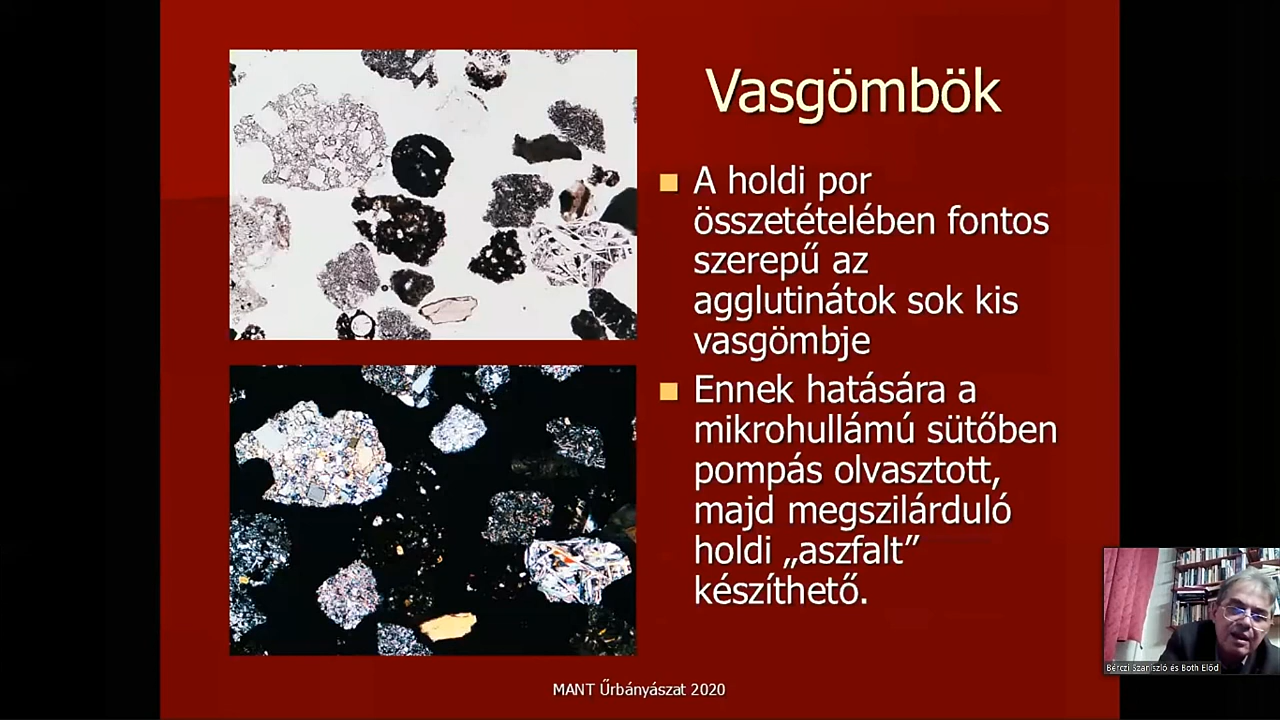 Vasgömbök
A holdi por
összetételében fontos
szerepű az
agglutinátok sok kis
vasgömbje
Ennek hatására a
mikrohullámú sütőben
pompás olvasztott,
majd megszilárduló
holdi „aszfalt”
készíthető.
MANT Űrbányászat 2020
Bérczi Szaniszló és Both Előd